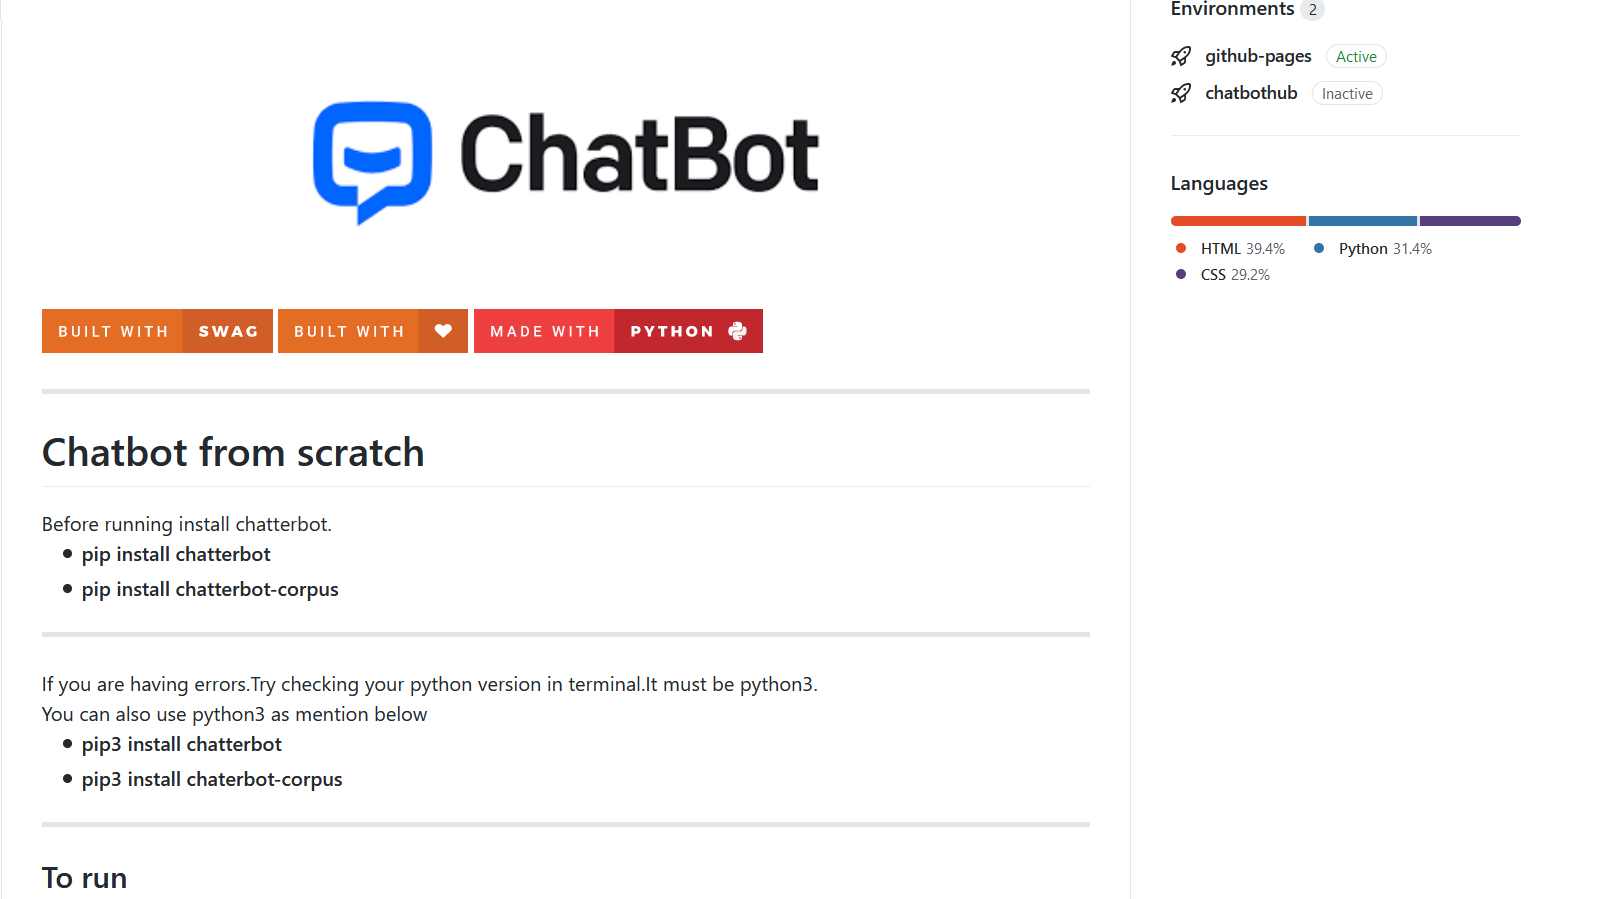 ChatBot
BUILT WITH SWAG BUILT WITH MADE WITH PYTHON
Chatbot from scratch
Before running install chatterbot.
pip install chatterbot
pip install chatterbot-corpus
If you are having errors.Try checking your python version in terminal.It must be python3.
You can also use python3 as mention below
pip3 install chatterbot
pip3 install chaterbot-corpus
To run
Environments 2
github-pages Active
chatbothub Inactive
Languages
HTML 39.4% Python 31.4%
CSS 29.2%